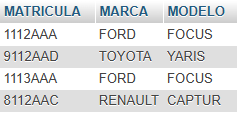 MATRICULA MARCA MODELO
1112AAA FORD FOCUS
9112AAD TOYOTA YARIS
1113AAA FORD FOCUS
8112AAC RENAULT CAPTUR